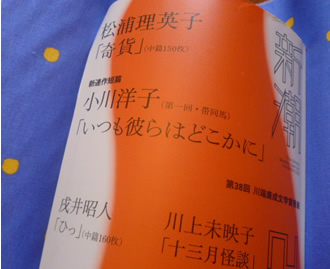 松浦理英子
「奇貨」(中篇150枚)
新連作短篇
小川洋子(第一回・帯同馬)
「いつも彼らはどこかに」
新潮
第38回 川端康成文学賞
戌井昭人
「ひっ」(中篇160枚)
川上未映子
「十三月怪談」